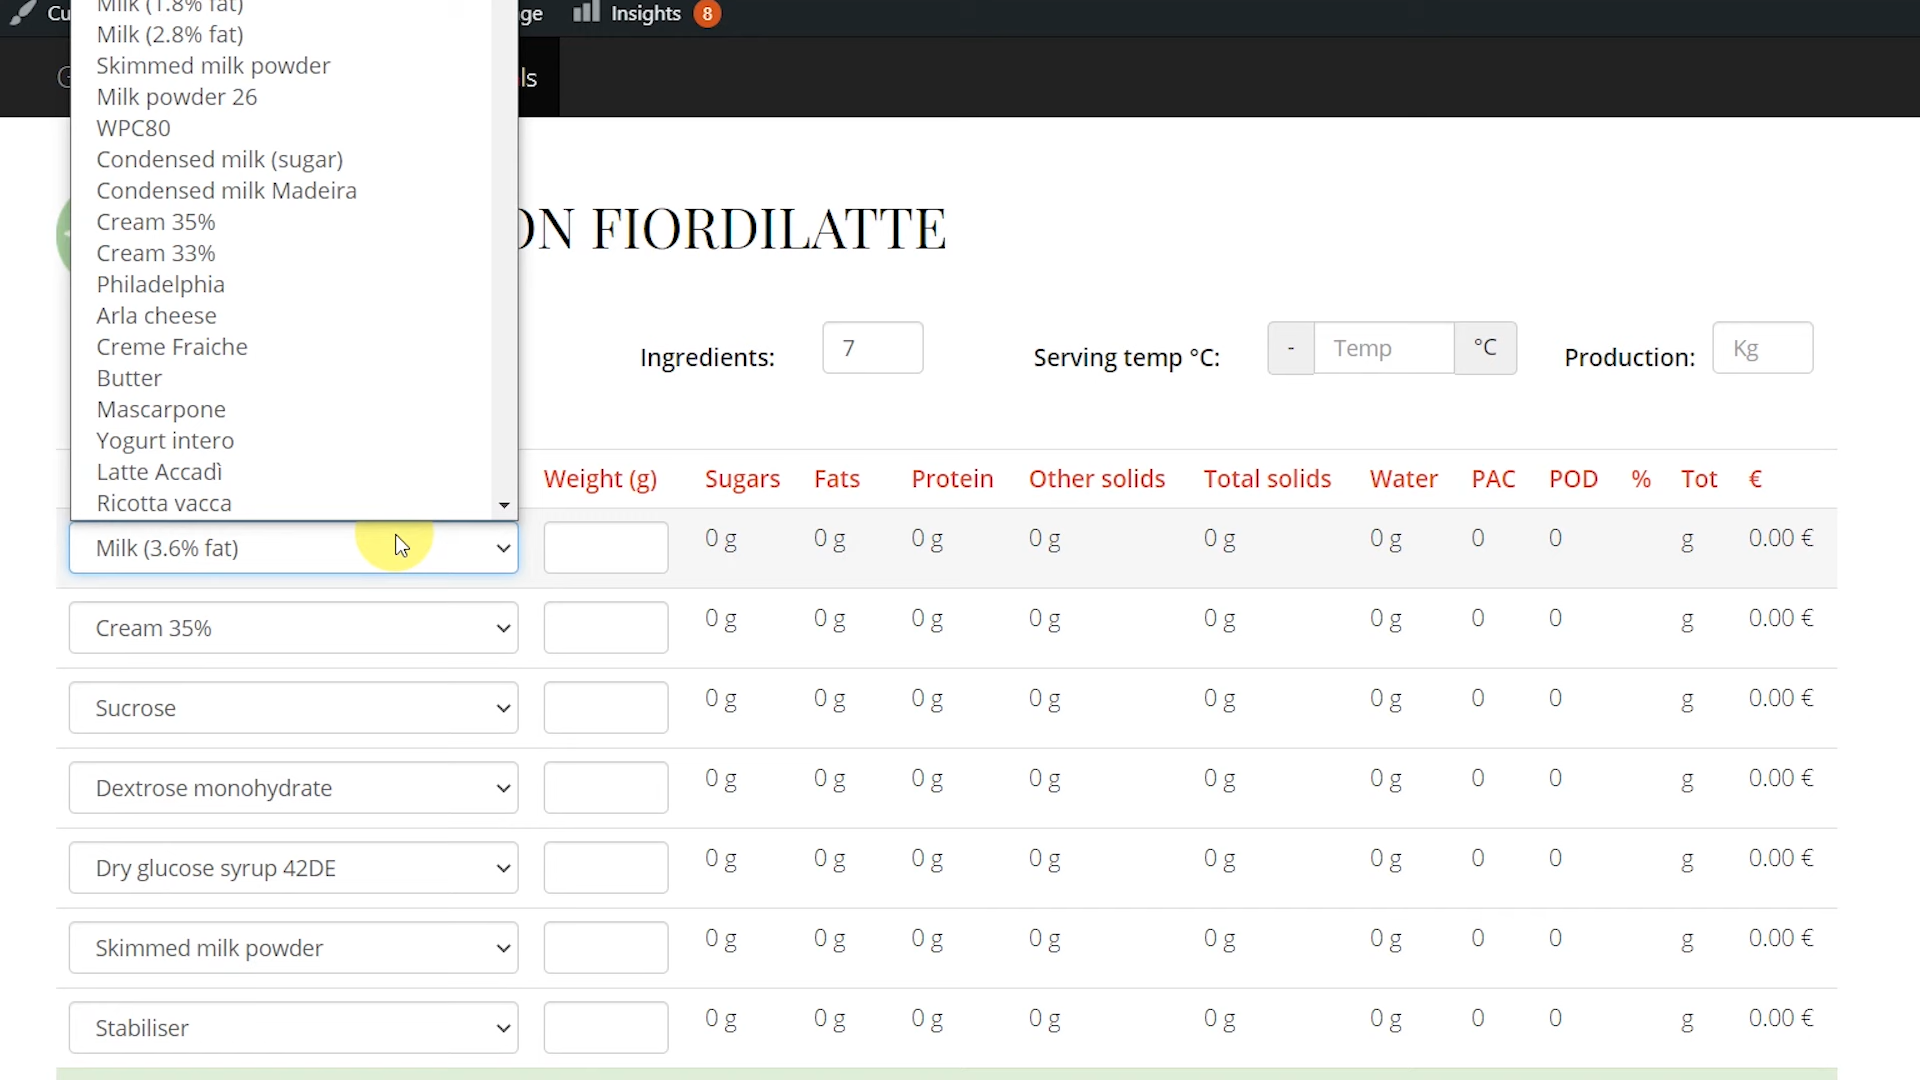 Insights 8
Milk (1.8% fat)
Milk (2.8% fat)
Skimmed milk powder
Milk powder 26
WPC80
Condensed milk (sugar)
Condensed milk Madeira
Cream 35%
Cream 33%
Philadelphia
Arla cheese
Creme Fraiche
Butter
Mascarpone
Yogurt intero
Latte Accadì
Ricotta vacca
ON FIORDILATTE
Ingredients: 7 Serving temp °C: - Temp °C Production: Kg
Weight (g) Sugars Fats Protein Other solids Total solids Water PAC POD % Tot €
Milk (3.6% fat) 0 g 0 g 0 g 0 g 0 g 0 g 0 0 g 0.00 €
Cream 35% 0 g 0 g 0 g 0 g 0 g 0 g 0 0 g 0.00 €
Sucrose 0 g 0 g 0 g 0 g 0 g 0 g 0 0 g 0.00 €
Dextrose monohydrate 0 g 0 g 0 g 0 g 0 g 0 g 0 0 g 0.00 €
Dry glucose syrup 42DE 0 g 0 g 0 g 0 g 0 g 0 g 0 0 g 0.00 €
Skimmed milk powder 0 g 0 g 0 g 0 g 0 g 0 g 0 0 g 0.00 €
Stabiliser 0 g 0 g 0 g 0 g 0 g 0 g 0 0 g 0.00 €